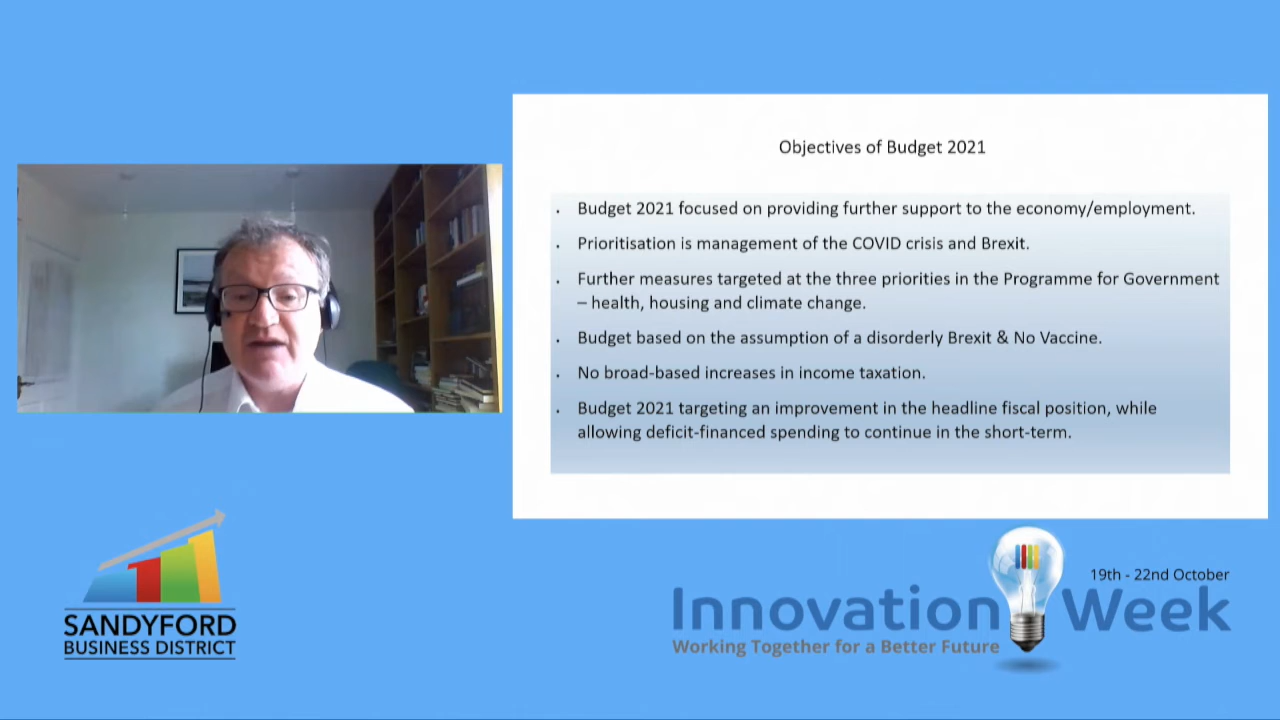 Objectives of Budget 2021
. Budget 2021 focused on providing further support to the economy/employment.
. Prioritisation is management of the COVID crisis and Brexit.
. Further measures targeted at the three priorities in the Programme for Government
– health, housing and climate change.
. Budget based on the assumption of a disorderly Brexit & No Vaccine.
. No broad-based increases in income taxation.
. Budget 2021 targeting an improvement in the headline fiscal position, while
allowing deficit-financed spending to continue in the short-term.
SANDYFORD
BUSINESS DISTRICT
19th - 22nd October
Innovation Week
Working Together for a Better Future